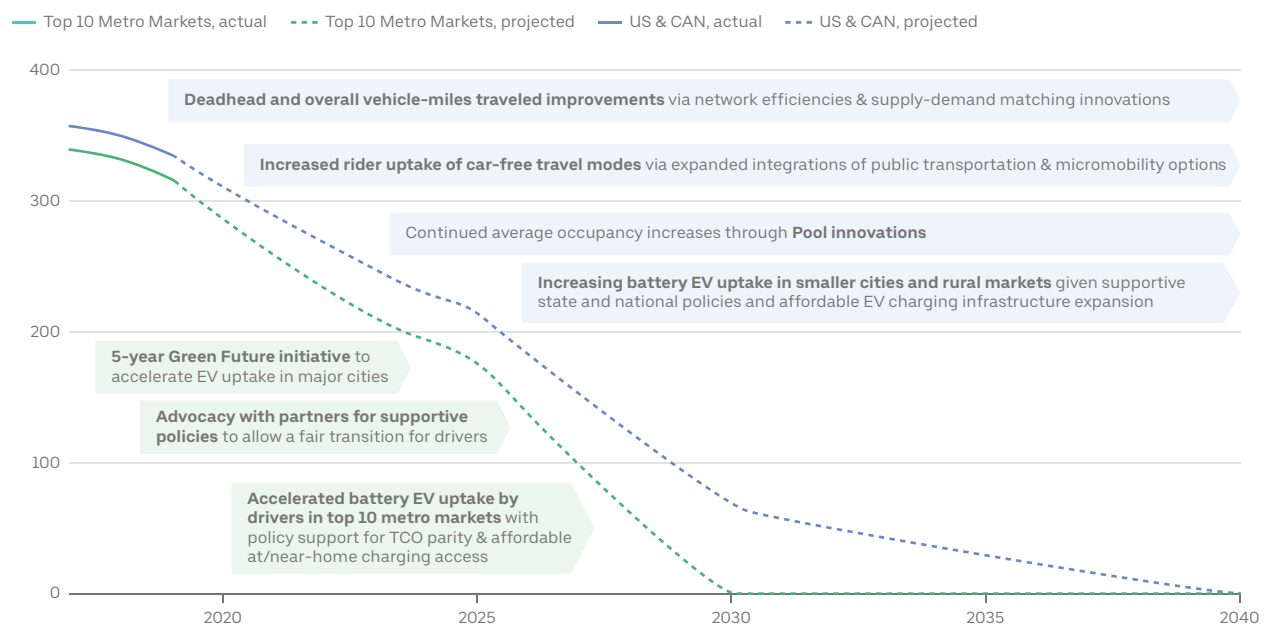 Top 10 Metro Markets, actual
Top 10 Metro Markets, projected
US & CAN, actual
US & CAN, projected
400
Deadhead and overall vehicle-miles traveled improvements via network efficiencies & supply-demand matching innovations
Increased rider uptake of car-free travel modes via expanded integrations of public transportation & micromobility options
300
Continued average occupancy increases through Pool innovations
Increasing battery EV uptake in smaller cities and rural markets given supportive
state and national policies and affordable EV charging infrastructure expansion
200
5-year Green Future initiative to
accelerate EV uptake in major cities
Advocacy with partners for supportive
policies to allow a fair transition for drivers
100
Accelerated battery EV uptake by
drivers in top 10 metro markets with
policy support for TCO parity & affordable
at/near-home charging access
0
2020
2025
2030
2035
2040